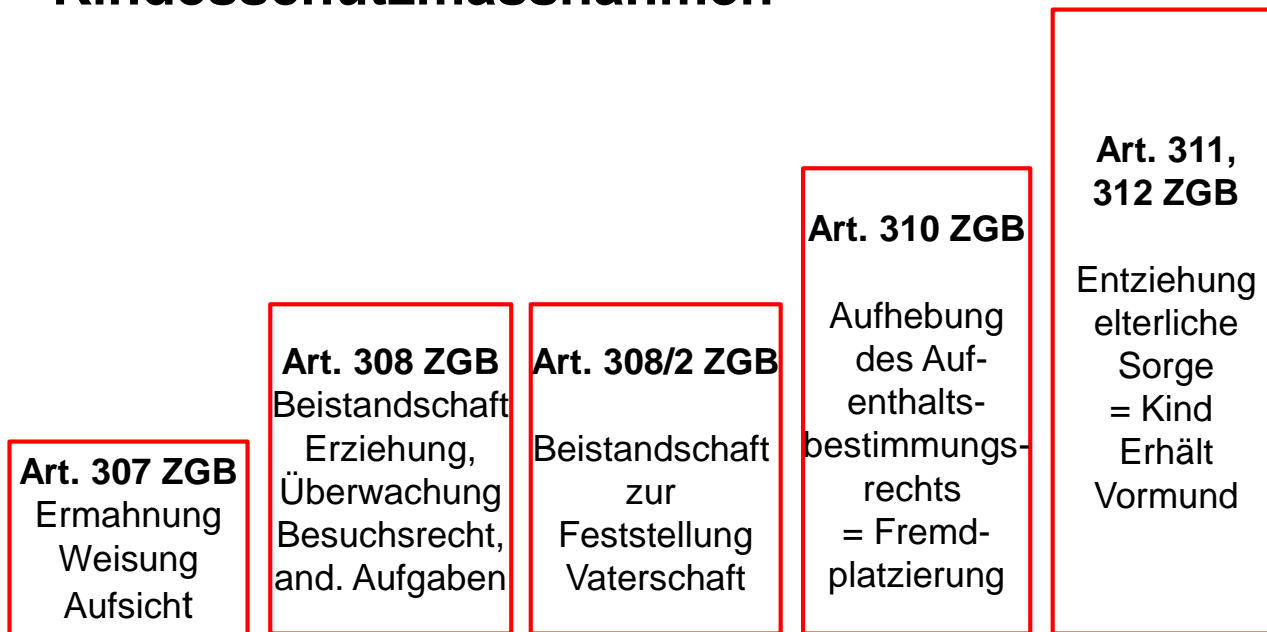 Kindesschutzmassnahmen
Art. 307 ZGB
Ermahnung
Weisung
Aufsicht
Art. 308 ZGB
Beistandschaft
Erziehung,
Überwachung
Besuchsrecht,
and. Aufgaben
Art. 308/2 ZGB
Beistandschaft
zur
Feststellung
Vaterschaft
Art. 310 ZGB
Aufhebung
des Auf-
enthalts-
bestimmungs-
rechts
= Fremd-
platzierung
Art. 311,
312 ZGB
Entziehung
elterliche
Sorge
= Kind
Erhält
Vormund